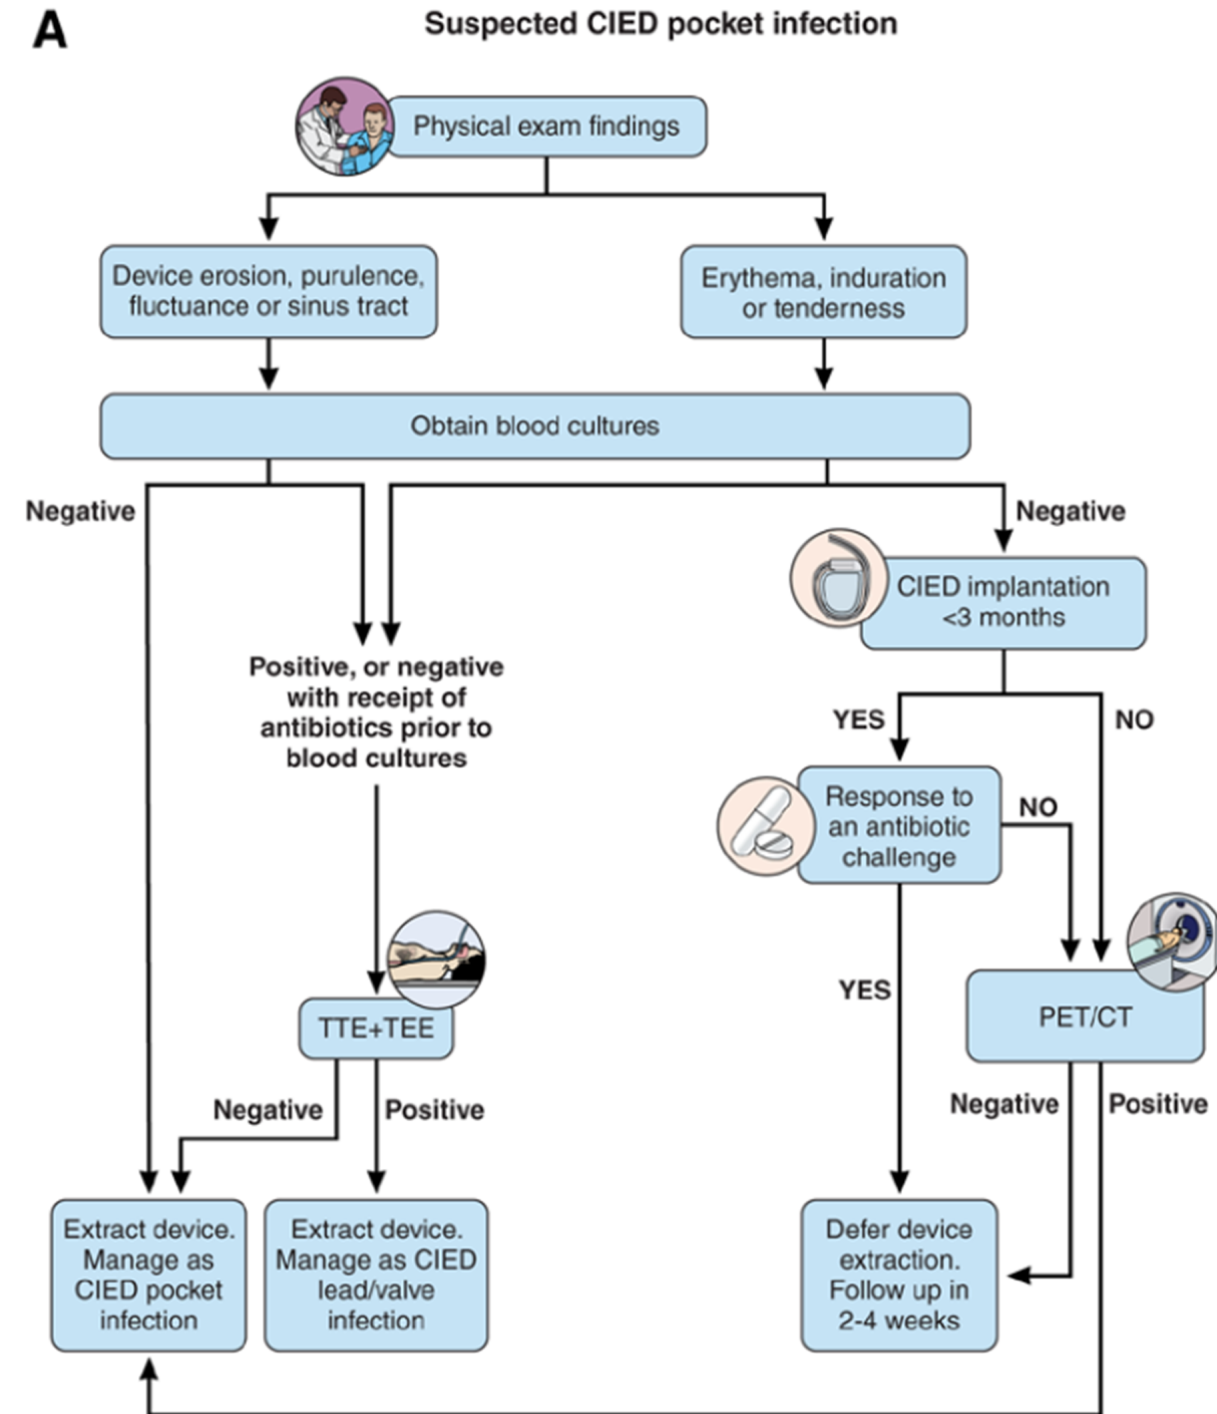 A
Suspected CIED pocket infection
Physical exam findings
Device erosion, purulence,
fluctuance or sinus tract
Erythema, induration
or tenderness
Obtain blood cultures
Negative
Negative
CIED implantation
<3 months
Positive, or negative
with receipt of
antibiotics prior to
blood cultures
YES
NO
Response to
an antibiotic
challenge
NO
YES
PET/CT
TTE+TEE
Negative
Positive
Negative
Positive
Extract device.
Manage as
CIED pocket
infection
Extract device.
Manage as CIED
lead/valve
infection
Defer device
extraction.
Follow up in
2-4 weeks